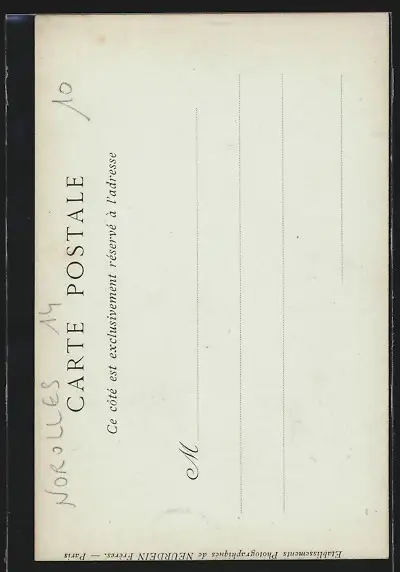 NOROLLES 14
10
CARTE POSTALE
Ce côté est exclusivement réservé à l'adresse
M
Etablissements Photographiques de NEURDEIN Frères. — Paris